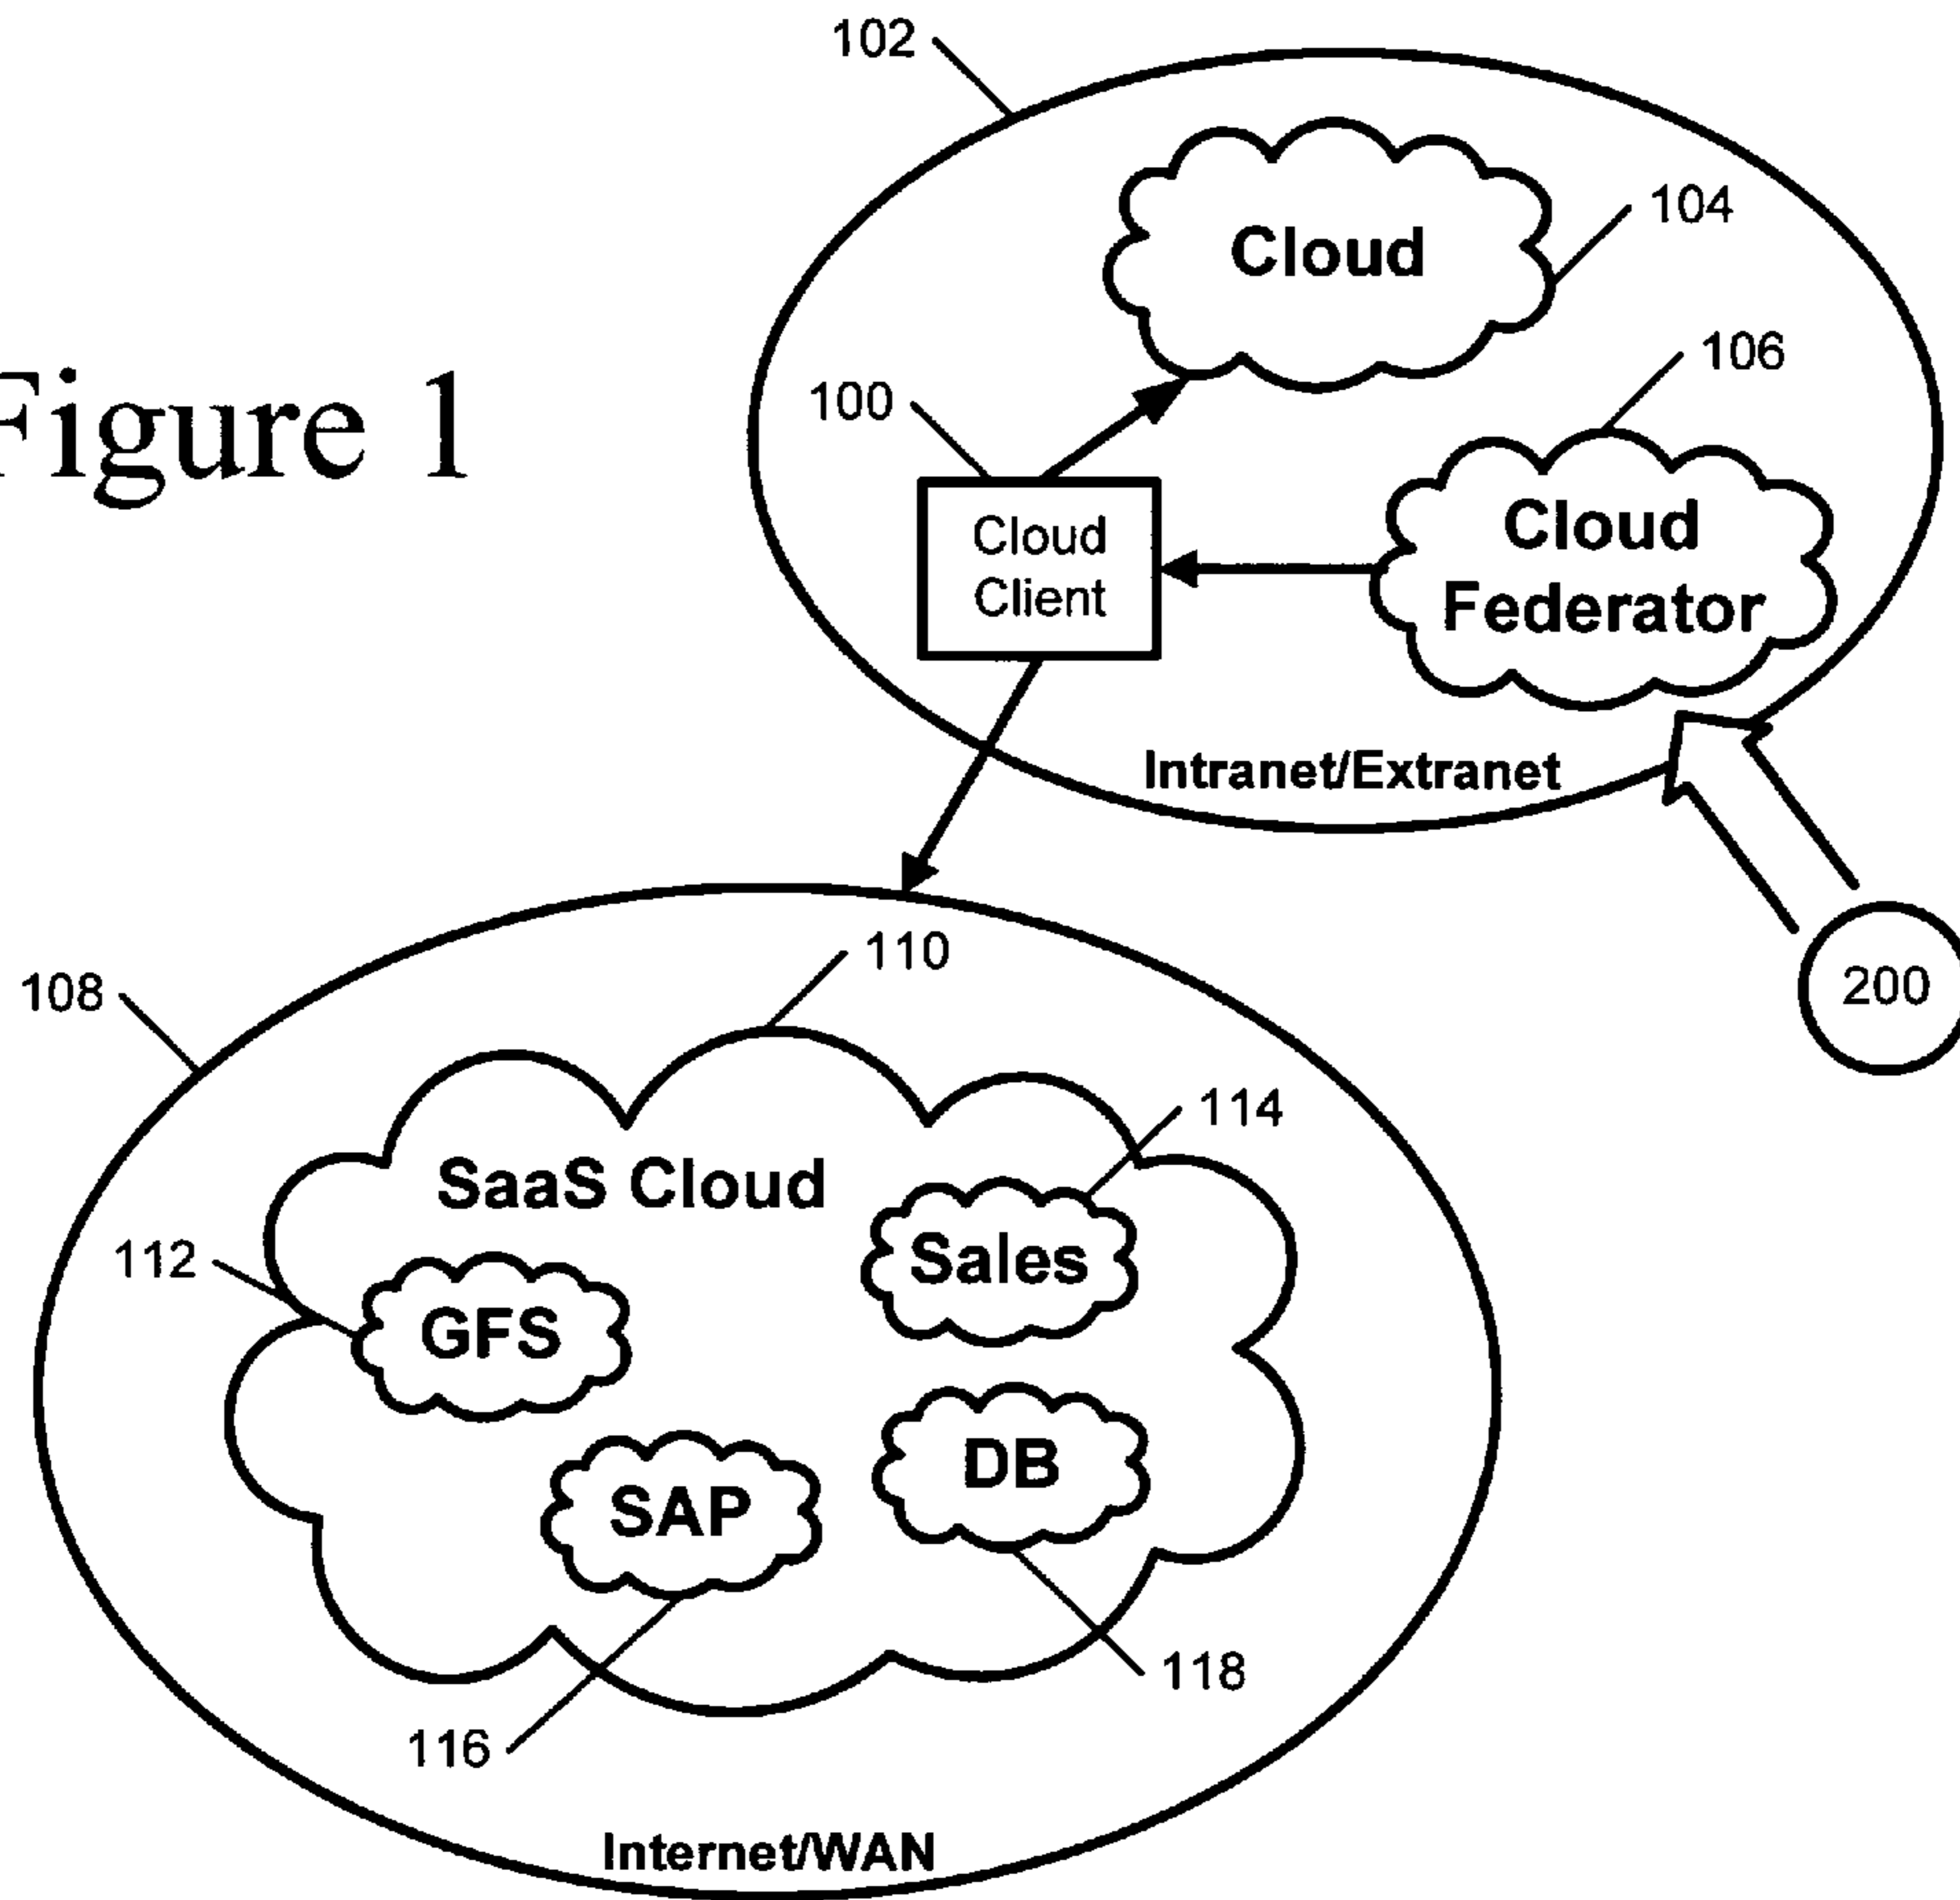 102
Cloud
104
106
Figure 1
100
Cloud
Client
Cloud
Federator
Intranet/Extranet
110
108
200
114
SaaS Cloud
112
Sales
GFS
DB
SAP
118
116
Internet/WAN